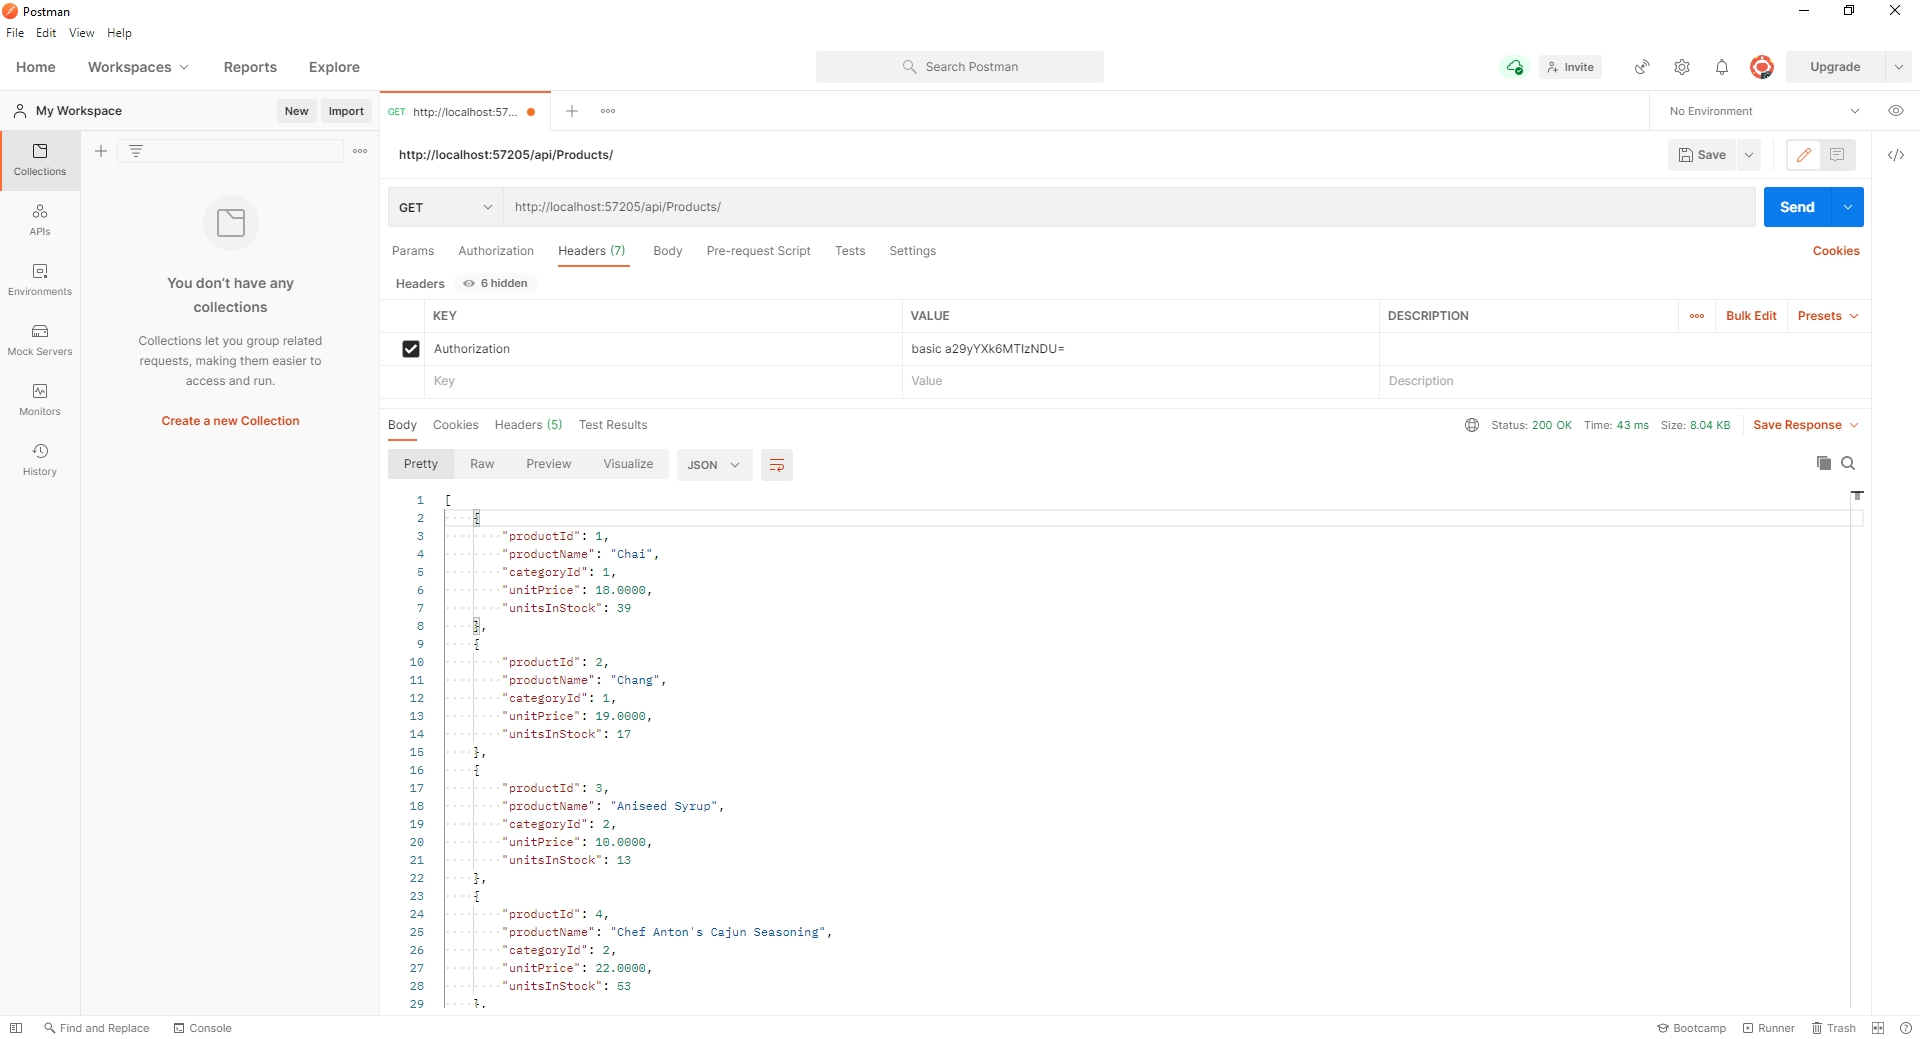 Postman
File Edit View Help
Home Workspaces Reports Explore Search Postman Invite Upgrade
My Workspace New Import GET http://localhost:57... No Environment
Collections
APIs
Environments
Mock Servers
Monitors
History
You don't have any
collections
Collections let you group related
requests, making them easier to
access and run.
Create a new Collection
http://localhost:57205/api/Products/ Save
GET http://localhost:57205/api/Products/ Send
Params Authorization Headers (7) Body Pre-request Script Tests Settings Cookies
Headers 6 hidden
KEY VALUE DESCRIPTION Bulk Edit Presets
Authorization basic a29yYXk6MTIzNDU=
Key Value Description
Body Cookies Headers (5) Test Results Status: 200 OK Time: 43 ms Size: 8.04 KB Save Response
Pretty Raw Preview Visualize JSON
1 [
2 {
3 "productId": 1,
4 "productName": "Chai",
5 "categoryId": 1,
6 "unitPrice": 18.0000,
7 "unitsInStock": 39
8 },
9 {
10 "productId": 2,
11 "productName": "Chang",
12 "categoryId": 1,
13 "unitPrice": 19.0000,
14 "unitsInStock": 17
15 },
16 {
17 "productId": 3,
18 "productName": "Aniseed Syrup",
19 "categoryId": 2,
20 "unitPrice": 10.0000,
21 "unitsInStock": 13
22 },
23 {
24 "productId": 4,
25 "productName": "Chef Anton's Cajun Seasoning",
26 "categoryId": 2,
27 "unitPrice": 22.0000,
28 "unitsInStock": 53
29 },
Find and Replace Console Bootcamp Runner Trash